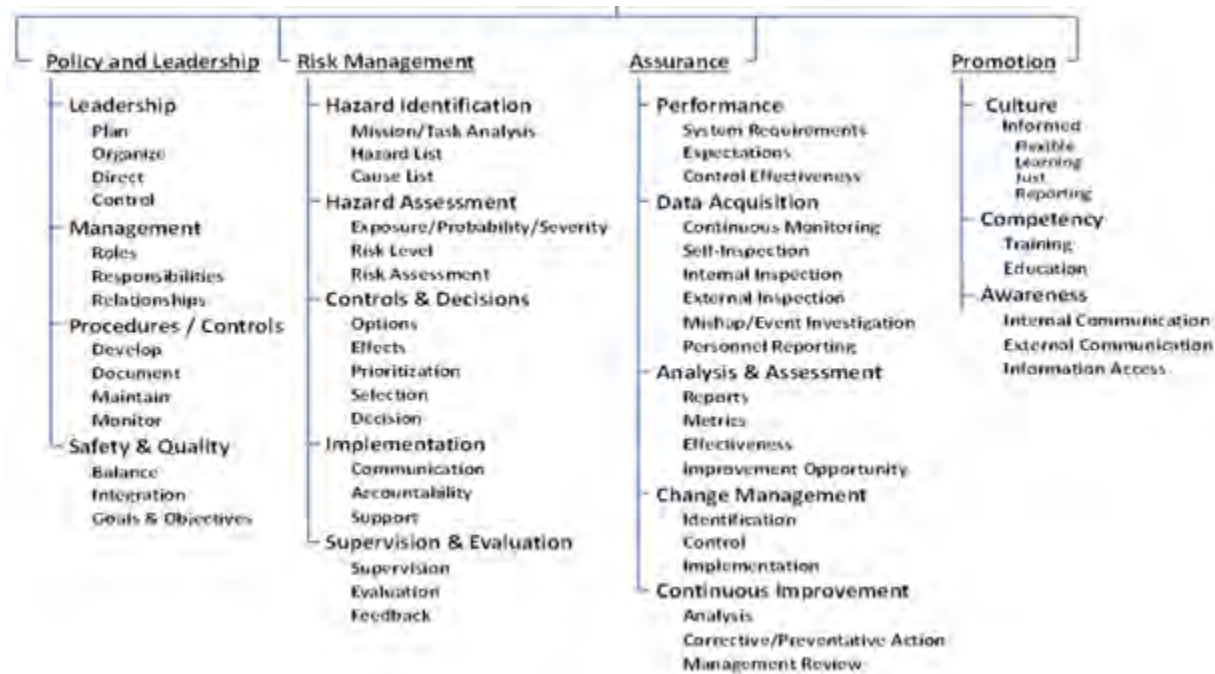 Policy and Leadership
Leadership
Plan
Organize
Direct
Control
Management
Roles
Responsibilities
Relationships
Procedures / Controls
Develop
Document
Maintain
Monitor
Safety & Quality
Balance
Integration
Goals & Objectives
Risk Management
Hazard Identification
Mission/Task Analysis
Hazard List
Cause List
Hazard Assessment
Exposure/Probability/Severity
Risk Level
Risk Assessment
Controls & Decisions
Options
Effects
Prioritization
Selection
Decision
Implementation
Communication
Accountability
Support
Supervision & Evaluation
Supervision
Evaluation
Feedback
Assurance
Performance
System Requirements
Expectations
Control Effectiveness
Data Acquisition
Continuous Monitoring
Self-Inspection
Internal Inspection
External Inspection
Mishap/Event Investigation
Personnel Reporting
Analysis & Assessment
Reports
Metrics
Effectiveness
Improvement Opportunity
Change Management
Identification
Control
Implementation
Continuous Improvement
Analysis
Corrective/Preventative Action
Management Review
Promotion
Culture
Informed
Flexible
Learning
Just
Reporting
Competency
Training
Education
Awareness
Internal Communication
External Communication
Information Access